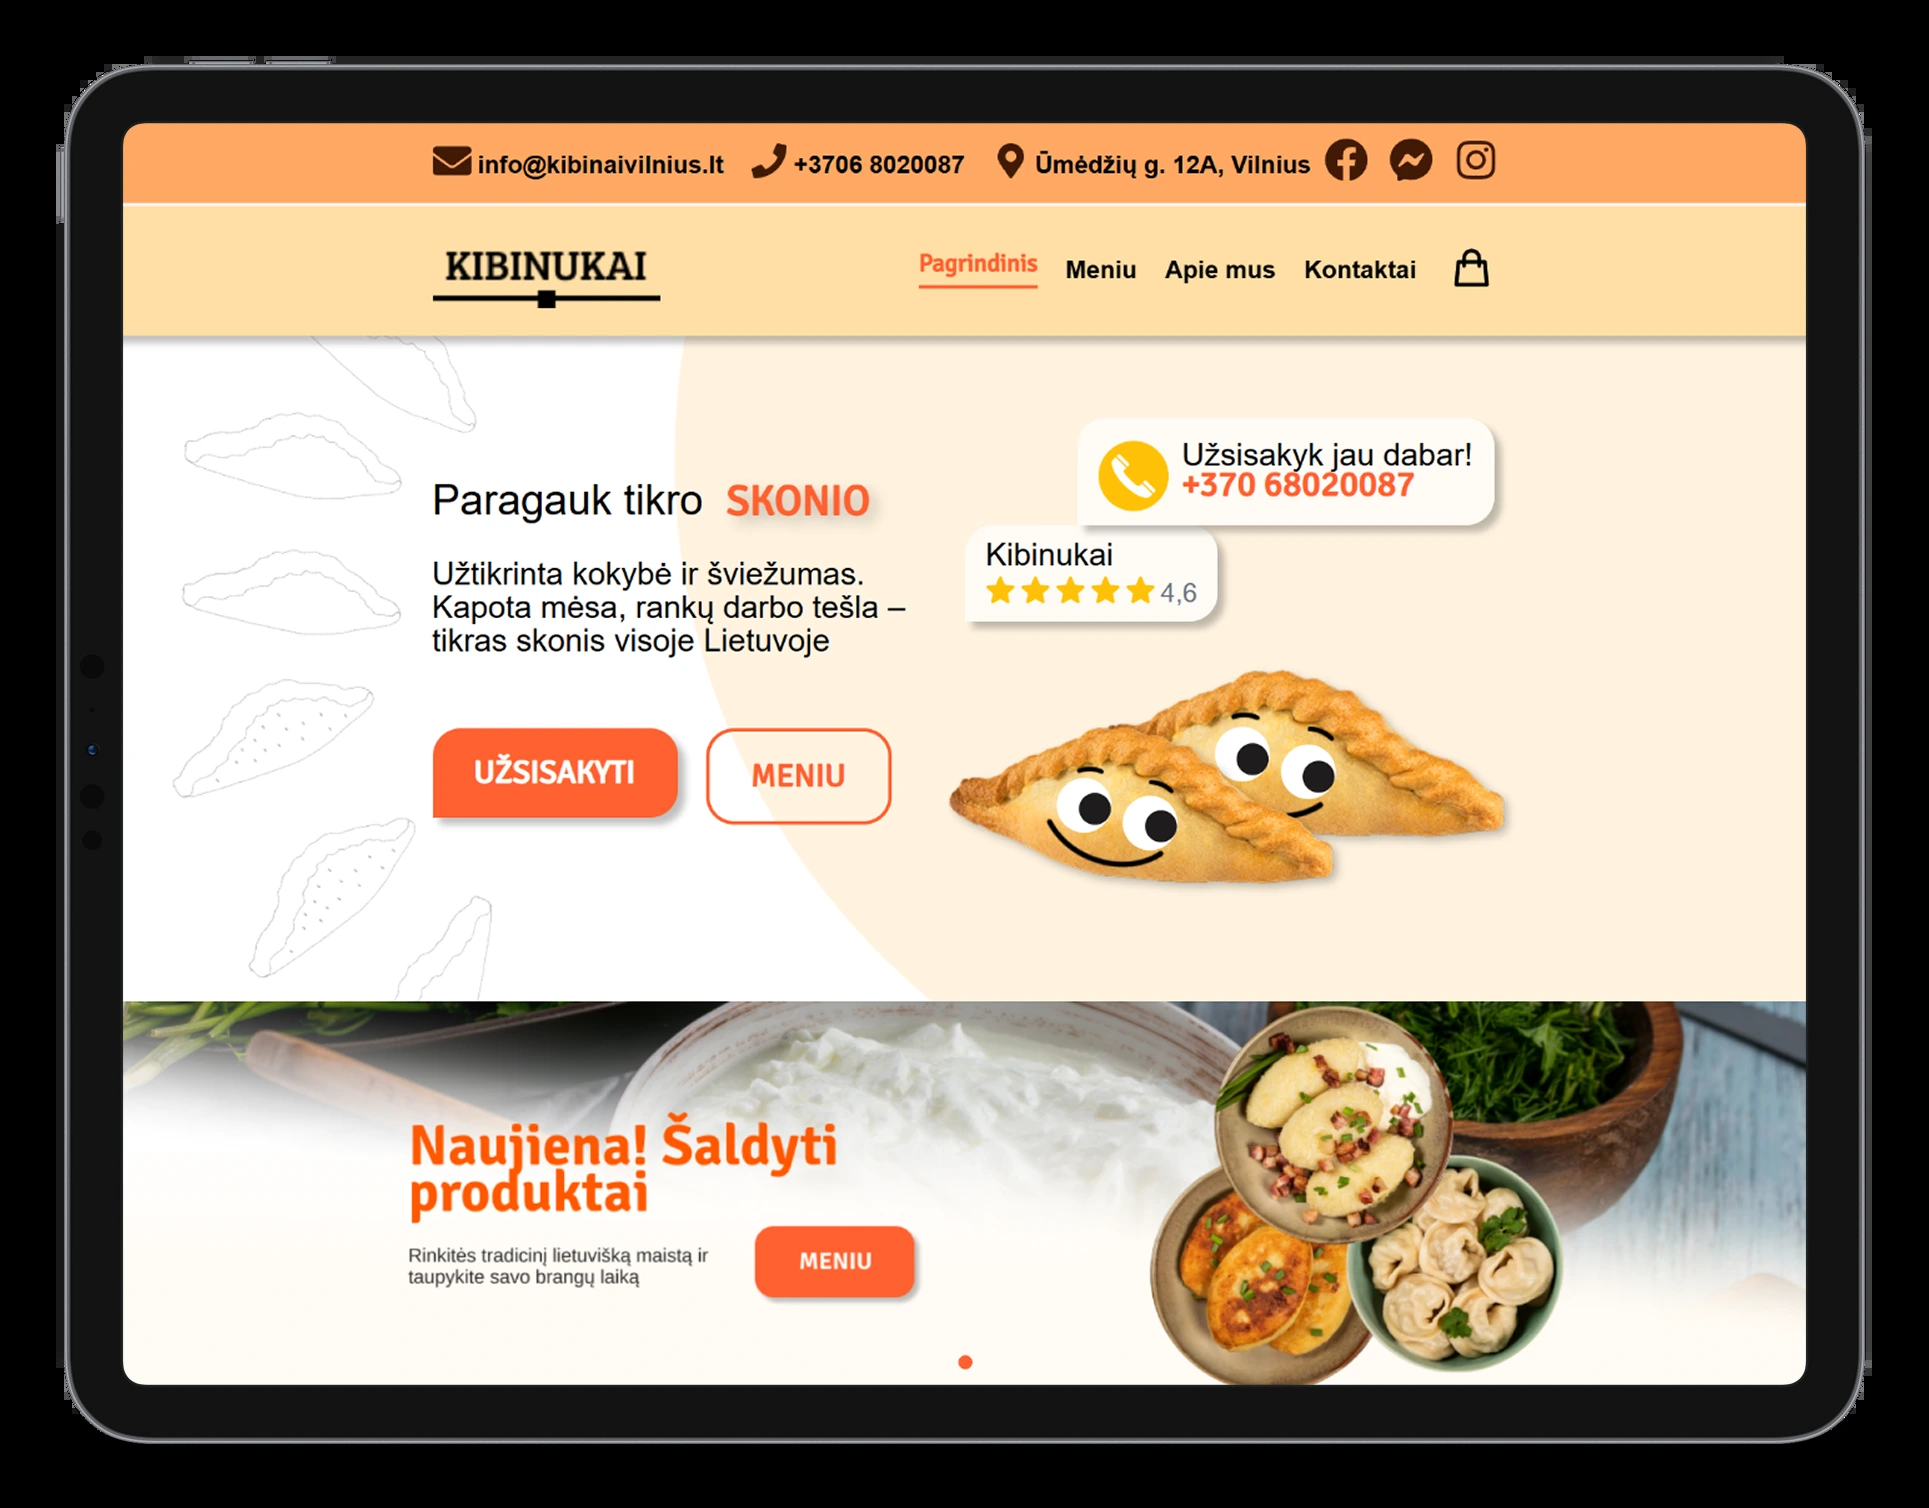 info@kibinaivilnius.lt
+3706 8020087
Ūmėdžių g. 12A, Vilnius
KIBINUKAI
Pagrindinis
Meniu
Apie mus
Kontaktai
Užsisakyk jau dabar!
+370 68020087
Kibinukai
4,6
Paragauk tikro SKONIO
Užtikrinta kokybė ir šviežumas.
Kapota mėsa, rankų darbo tešla –
tikras skonis visoje Lietuvoje
UŽSISAKYTI
MENIU
Naujiena! Šaldyti
produktai
Rinkitės tradicinį lietuvišką maistą ir
taupykite savo brangų laiką
MENIU